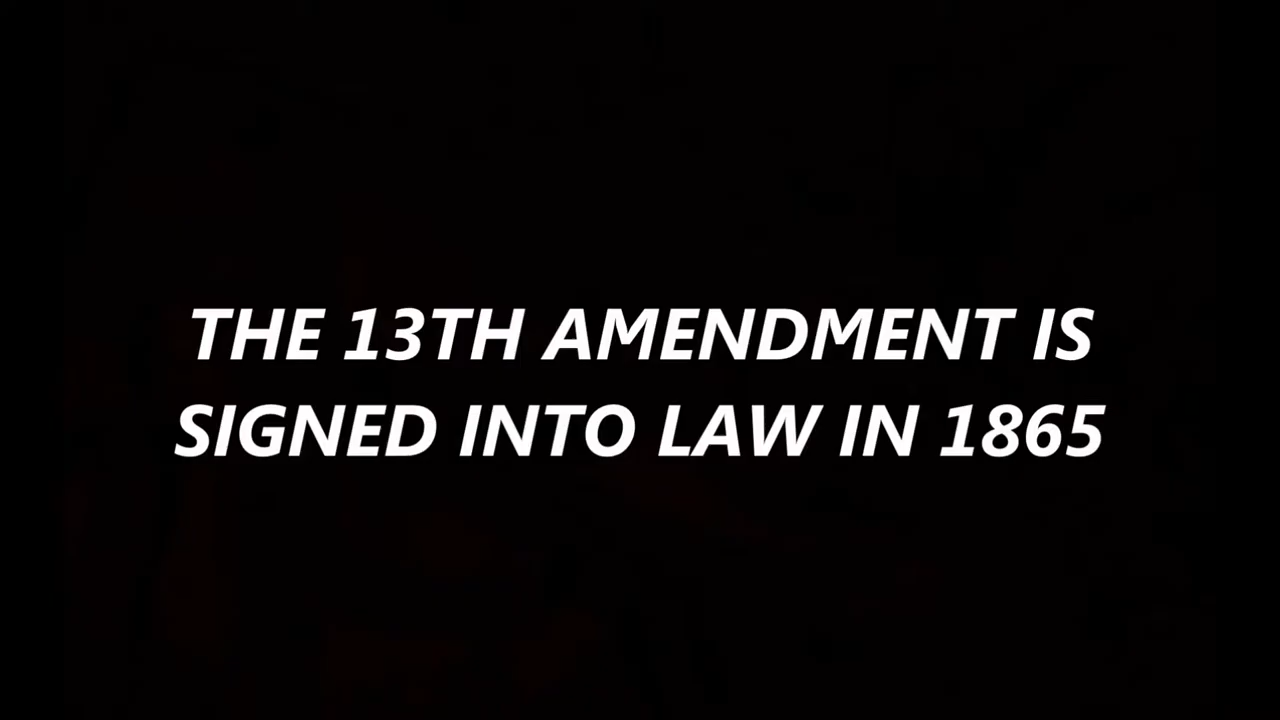 THE 13TH AMENDMENT IS
SIGNED INTO LAW IN 1865